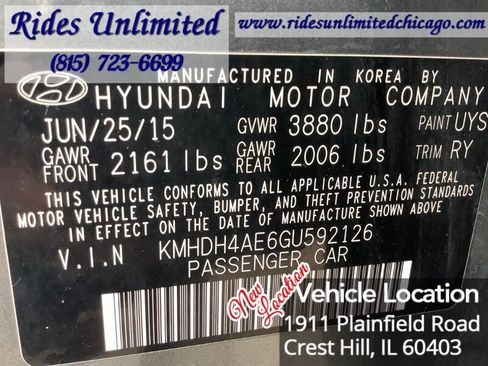 Rides Unlimited
www.ridesunlimitedchicago.com
(815) 723-6699
MANUFACTURED IN KOREA BY
HYUNDAI MOTOR COMPANY
JUN/25/15 GVWR 3880 lbs PAINT UYS
GAWR FRONT 2161 lbs GAWR REAR 2006 lbs TRIM RY
THIS VEHICLE CONFORMS TO ALL APPLICABLE U.S.A. FEDERAL
MOTOR VEHICLE SAFETY, BUMPER, AND THEFT PREVENTION STANDARDS
IN EFFECT ON THE DATE OF MANUFACTURE SHOWN ABOVE.
V.I.N KMHDH4AE6GU592126
PASSENGER CAR
New Location
Vehicle Location
1911 Plainfield Road
Crest Hill, IL 60403